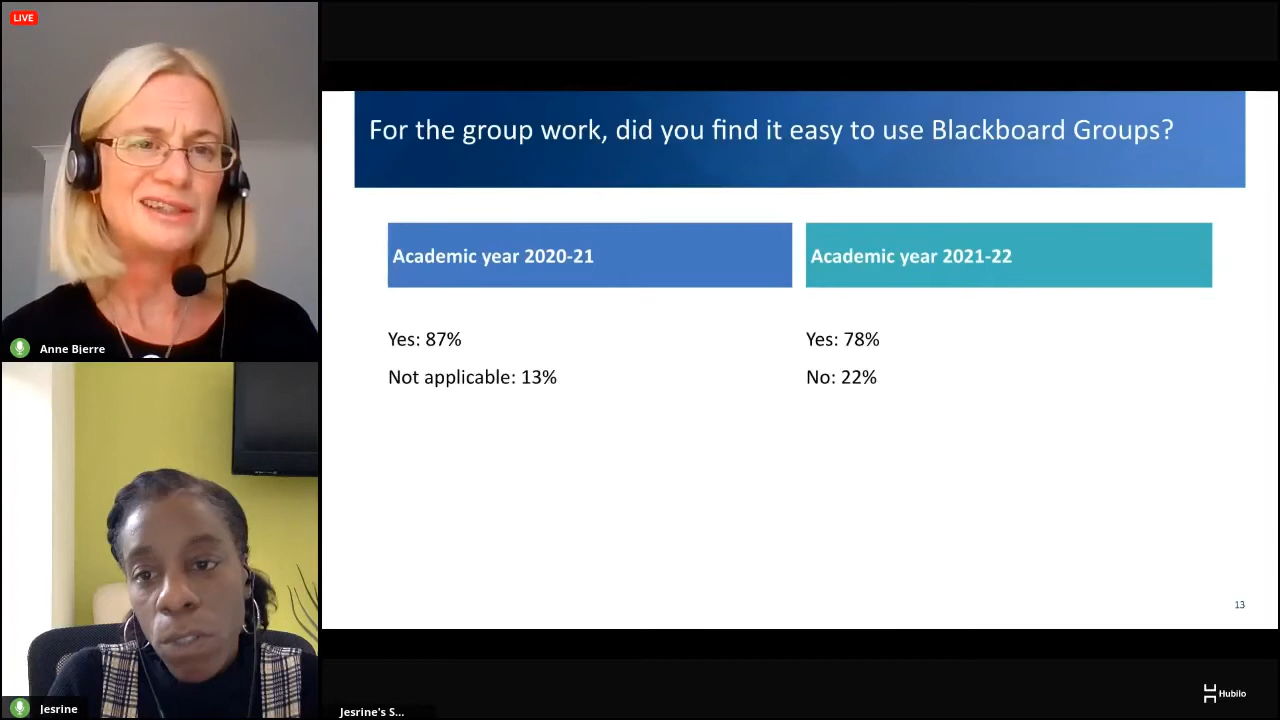 LIVE
Anne Bjerre
Jesrine
For the group work, did you find it easy to use Blackboard Groups?
Academic year 2020-21
Academic year 2021-22
Yes: 87%
Not applicable: 13%
Yes: 78%
No: 22%
13
Jesrine's S...
Hubilo